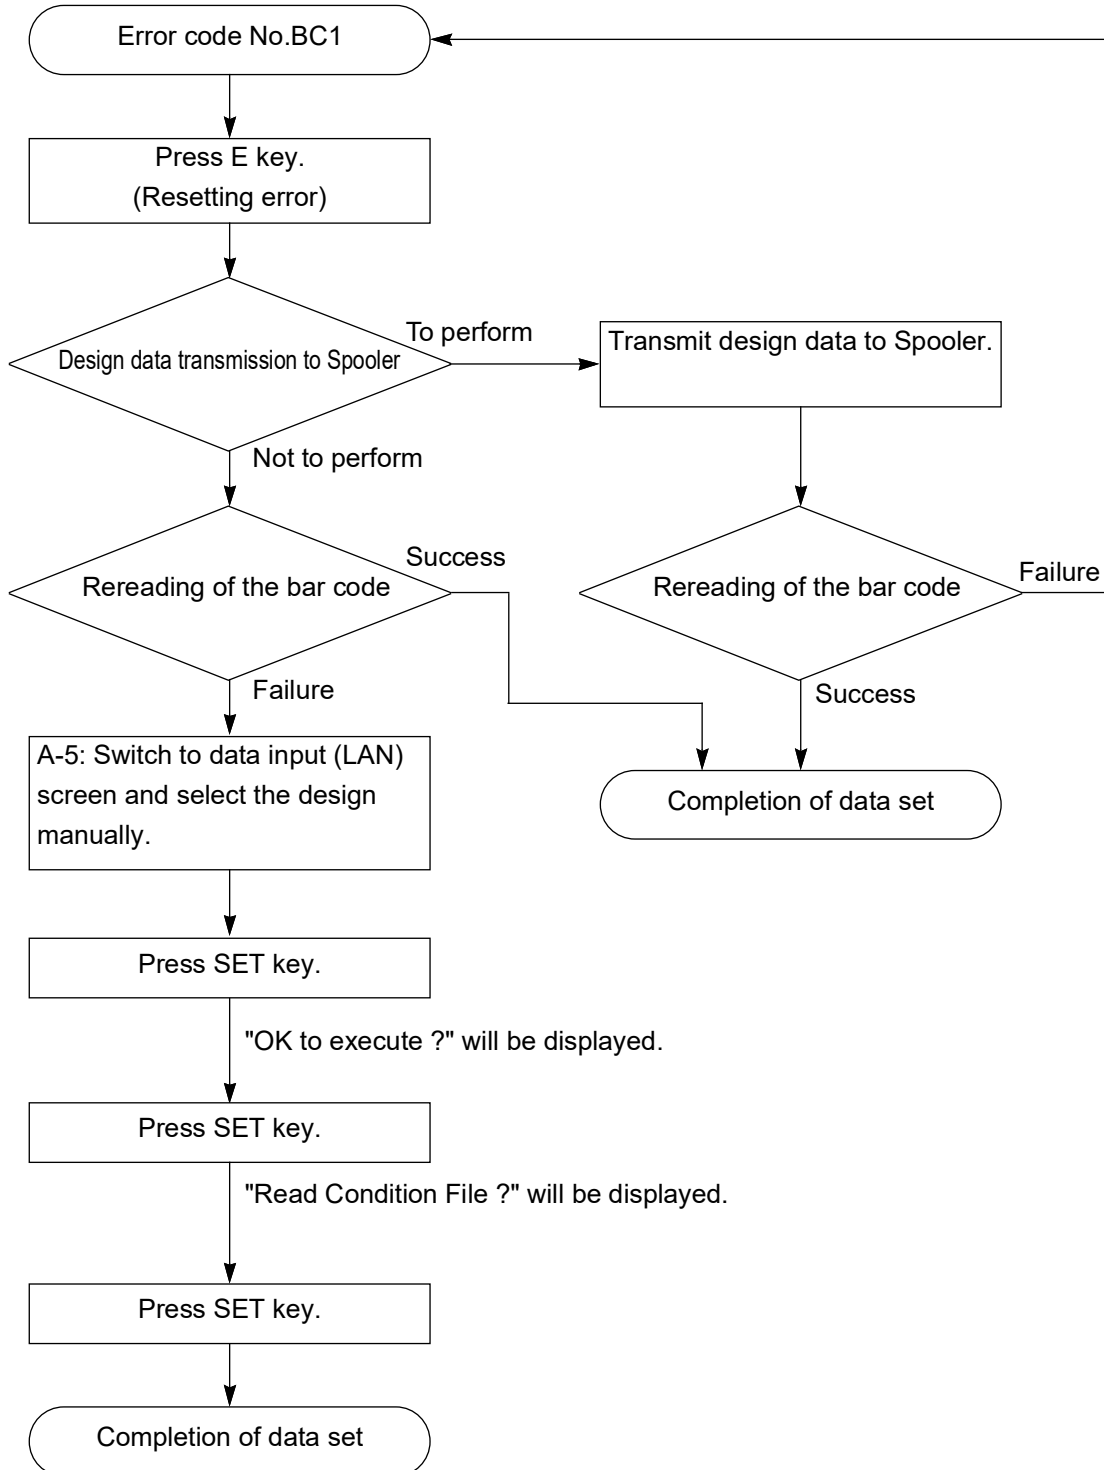 Error code No.BC1
Press E key.
(Resetting error)
To perform
Design data transmission to Spooler
Transmit design data to Spooler.
Not to perform
Success
Rereading of the bar code
Rereading of the bar code
Failure
Failure
Success
A-5: Switch to data input (LAN)
screen and select the design
manually.
Completion of data set
Press SET key.
"OK to execute ?" will be displayed.
Press SET key.
"Read Condition File ?" will be displayed.
Press SET key.
Completion of data set